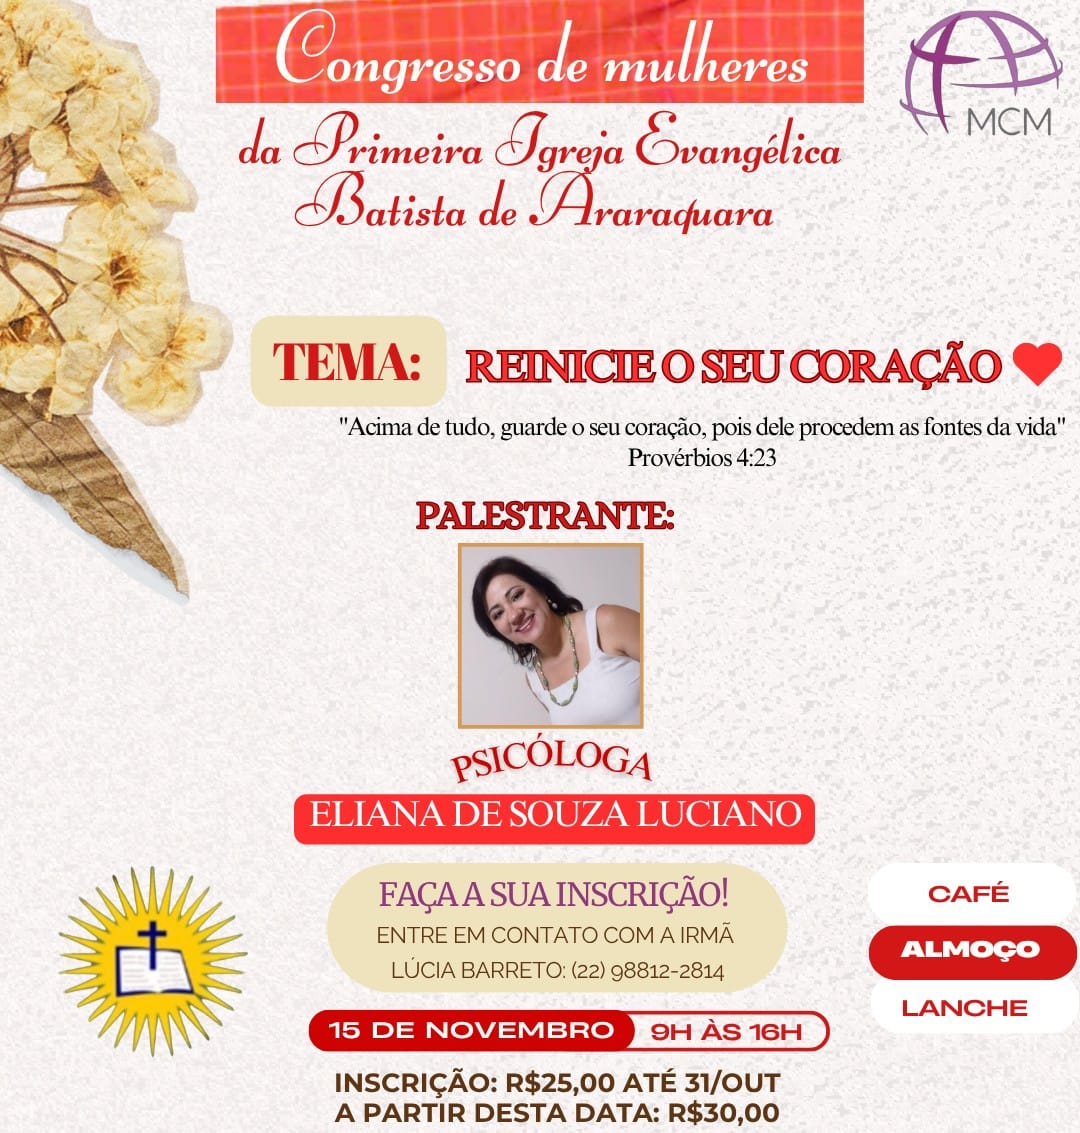 Congresso de mulheres
MCM
da Primeira Igreja Evangélica
Batista de Araraquara
TEMA:
REINICIE O SEU CORAÇÃO
"Acima de tudo, guarde o seu coração, pois dele procedem as fontes da vida"
Provérbios 4:23
PALESTRANTE:
PSICÓLOGA
ELIANA DE SOUZA LUCIANO
FAÇA A SUA INSCRIÇÃO!
ENTRE EM CONTATO COM A IRMÃ
LÚCIA BARRETO: (22) 98812-2814
CAFÉ
ALMOÇO
LANCHE
15 DE NOVEMBRO
9H ÀS 16H
INSCRIÇÃO: R$25,00 ATÉ 31/OUT
A PARTIR DESTA DATA: R$30,00